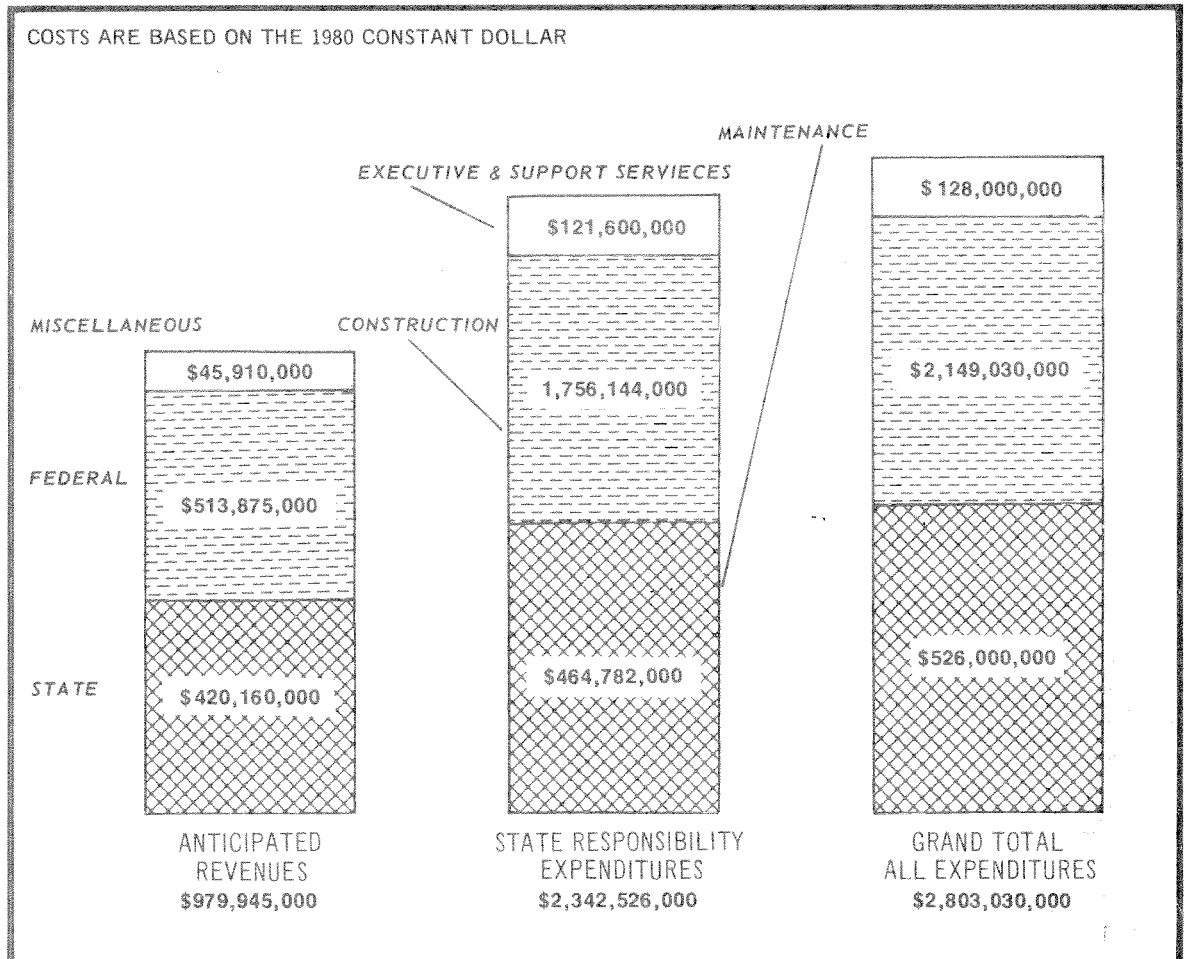 COSTS ARE BASED ON THE 1980 CONSTANT DOLLAR
MAINTENANCE
EXECUTIVE & SUPPORT SERVIECES
$121,600,000
$128,000,000
MISCELLANEOUS
CONSTRUCTION
$45,910,000
1,756,144,000
$2,149,030,000
FEDERAL
$513,875,000
STATE
$420,160,000
$464,782,000
$526,000,000
ANTICIPATED
REVENUES
$979,945,000
STATE RESPONSIBILITY
EXPENDITURES
$2,342,526,000
GRAND TOTAL
ALL EXPENDITURES
$2,803,030,000